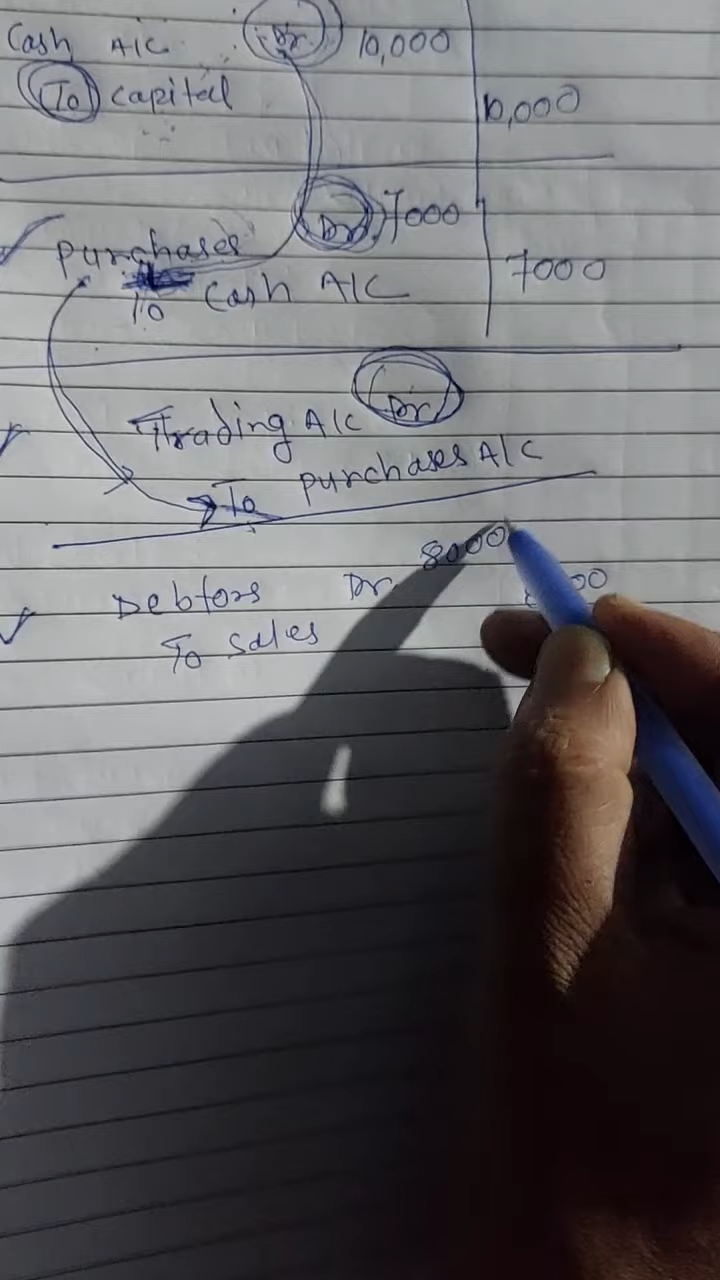 Cash A/C Dr 10,000
To capital 10,000
Purchases Dr 7000
To Cash A/C 7000
Trading A/C Dr
To purchases A/C
Debtors Dr 8000
To sales